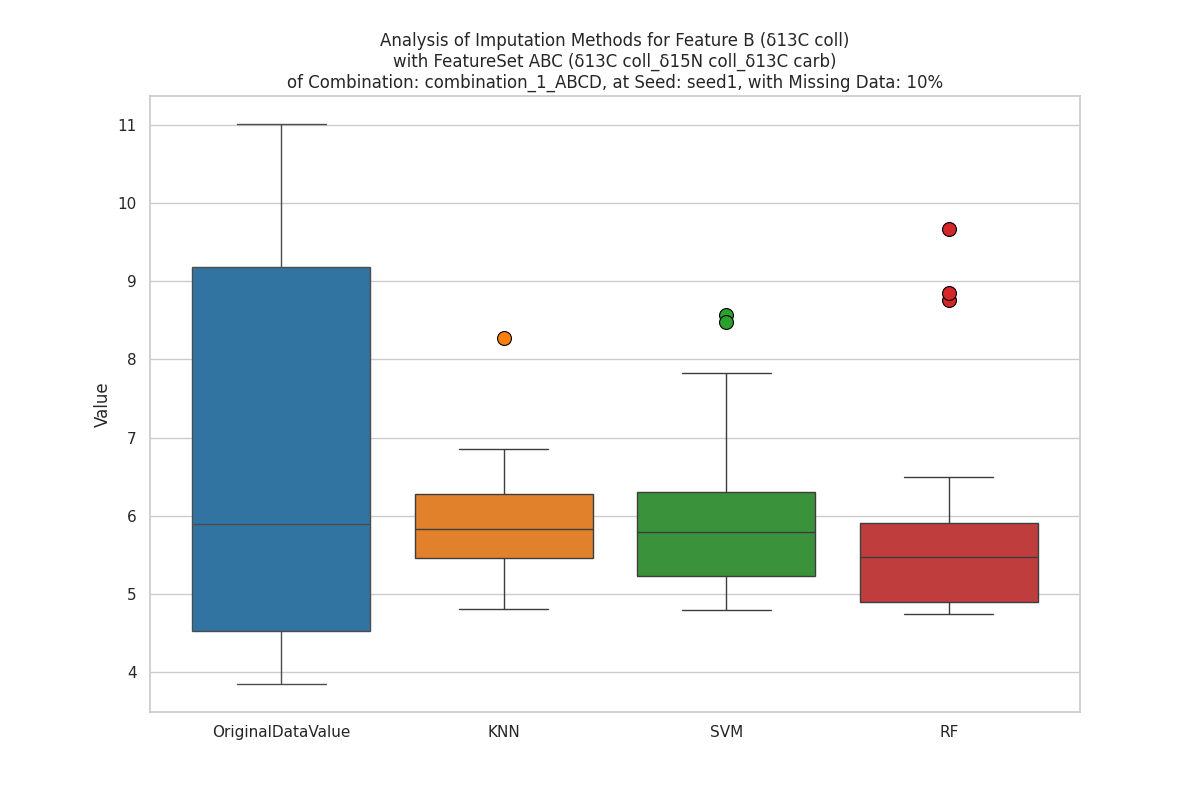 Analysis of Imputation Methods for Feature B (δ13C coll)
with FeatureSet ABC (δ13C coll_δ15N coll_δ13C carb)
of Combination: combination_1_ABCD, at Seed: seed1, with Missing Data: 10%
11
10
9
8
7
6
5
4
Value
OriginalDataValue
KNN
SVM
RF